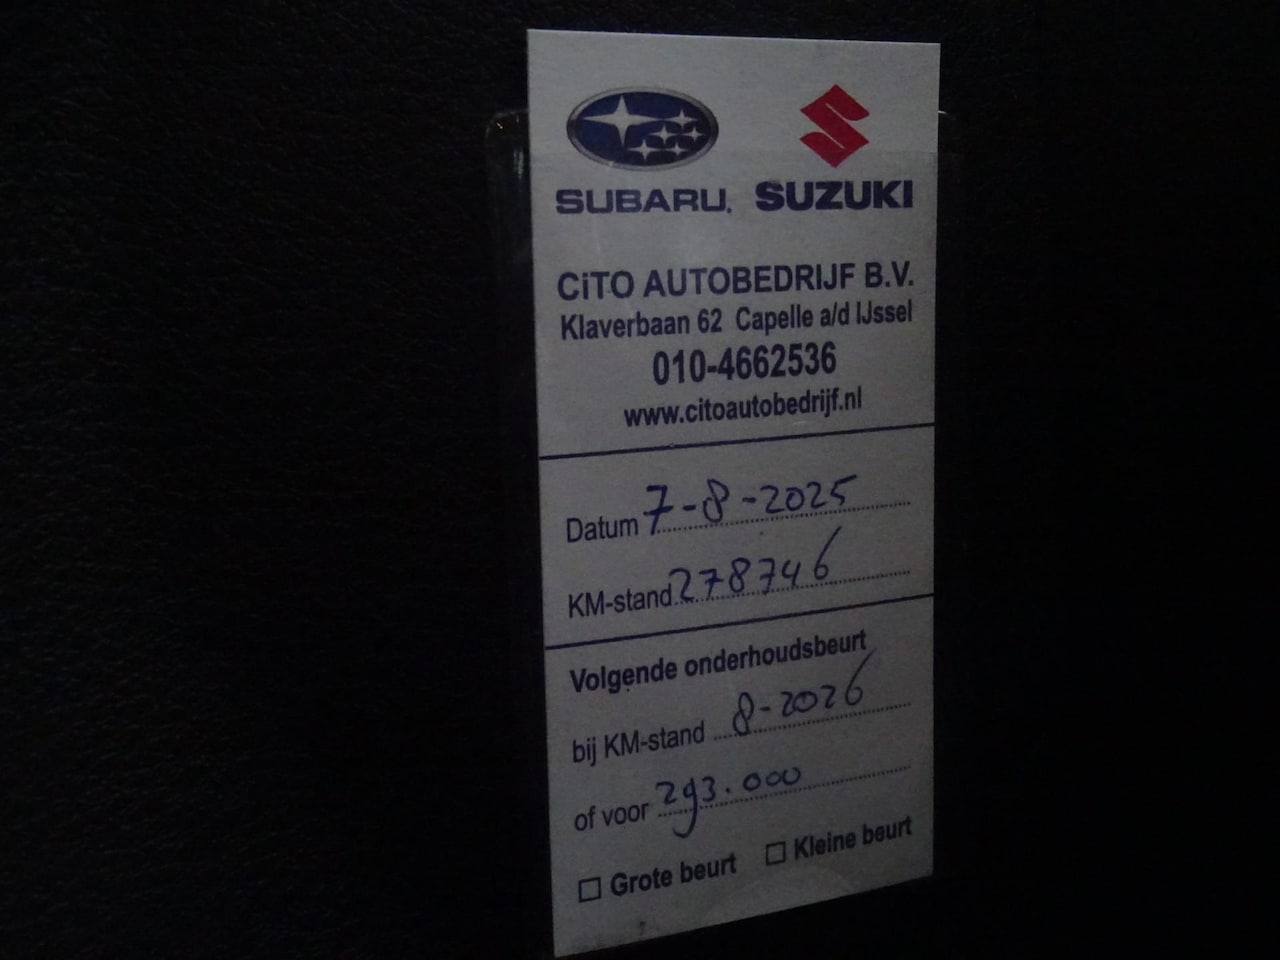 SUBARU. SUZUKI
CiTO AUTOBEDRIJF B.V.
Klaverbaan 62 Capelle a/d IJssel
010-4662536
www.citoautobedrijf.nl
Datum 7-8-2025
KM-stand 278746
Volgende onderhoudsbeurt
bij KM-stand 8-2026
of voor 293.000
Grote beurt Kleine beurt